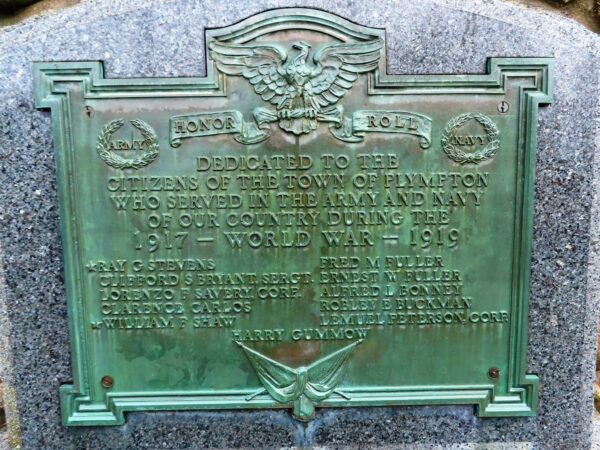 HONOR ROLL
ARMY
NAVY
DEDICATED TO THE
CITIZENS OF THE TOWN OF PLYMPTON
WHO SERVED IN THE ARMY AND NAVY
OF OUR COUNTRY DURING THE
1917 — WORLD WAR — 1919
★RAY G STEVENS
CLIFFORD S BRYANT SERGT
LORENZO F SAVERY CORP.
CLARENCE CARLOS
★WILLIAM F SHAW
FRED M FULLER
ERNEST W FULLER
ALFRED L BONNEY
ROBLEY E BUCKMAN
LEMUEL PETERSON, CORP.
HARRY GUMMOW